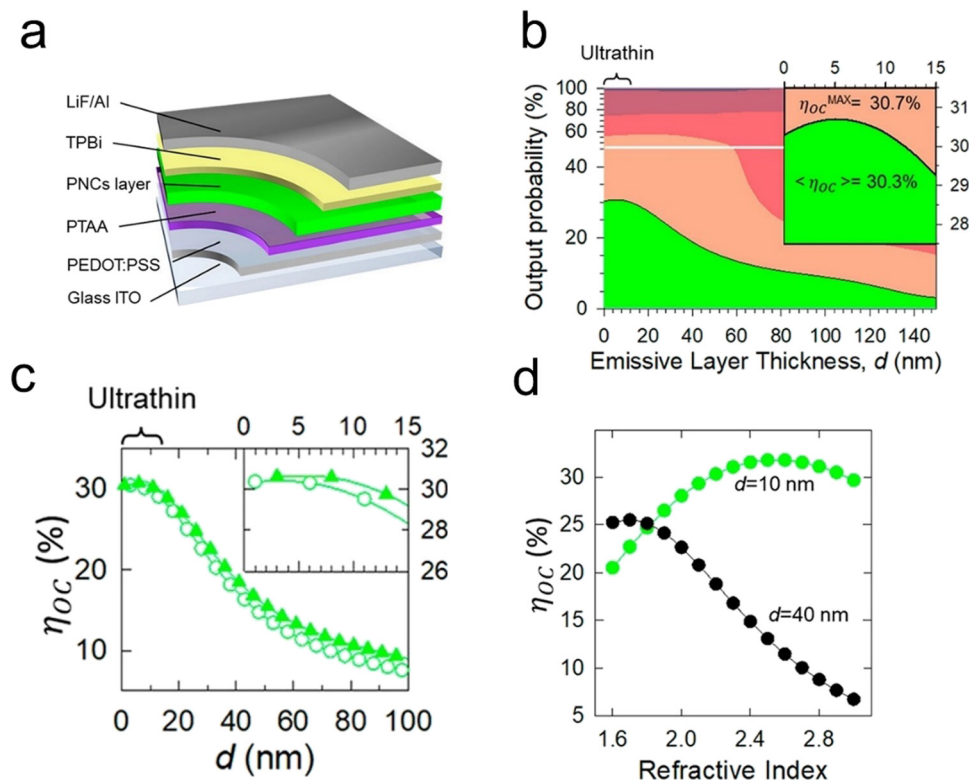 a
LiF/Al
TPBi
PNCs layer
PTAA
PEDOT:PSS
Glass ITO
b
Ultrathin
0 5 10 15
Output probability (%)
100
80
60
40
20
0
ηOC MAX= 30.7%
< ηOC >= 30.3%
31
30
29
28
0 20 40 60 80 100 120 140
Emissive Layer Thickness, d (nm)
c
Ultrathin
0 5 10 15
32
30
28
26
ηOC (%)
30
20
10
0 20 40 60 80 100
d (nm)
d
ηOC (%)
30
25
20
15
10
5
d=10 nm
d=40 nm
1.6 2.0 2.4 2.8
Refractive Index